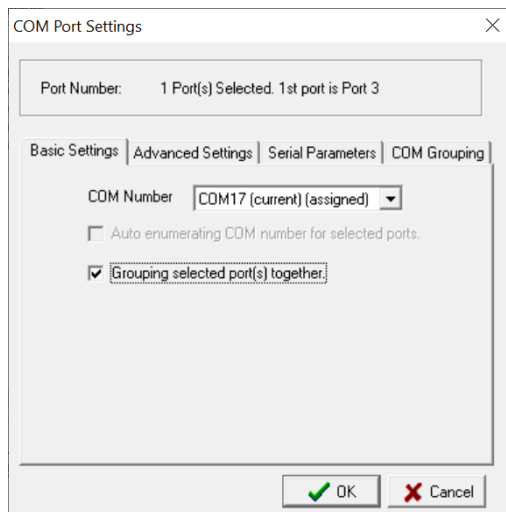 COM Port Settings
Port Number: 1 Port(s) Selected. 1st port is Port 3
Basic Settings Advanced Settings Serial Parameters COM Grouping
COM Number COM17 (current) (assigned)
Auto enumerating COM number for selected ports.
Grouping selected port(s) together.
OK Cancel